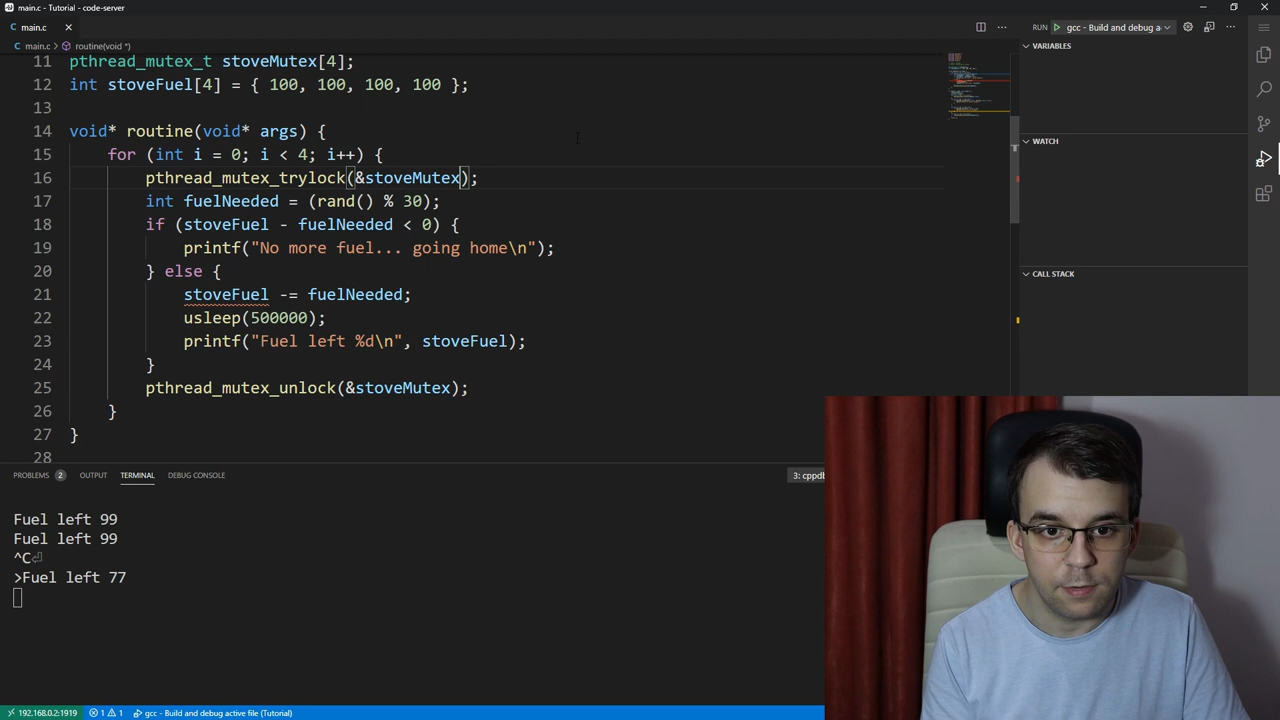 main.c - Tutorial - code-server
C main.c ×
C main.c > routine(void *)
11 pthread_mutex_t stoveMutex[4];
12 int stoveFuel[4] = { 100, 100, 100, 100 };
13
14 void* routine(void* args) {
15 for (int i = 0; i < 4; i++) {
16 pthread_mutex_trylock(&stoveMutex);
17 int fuelNeeded = (rand() % 30);
18 if (stoveFuel - fuelNeeded < 0) {
19 printf("No more fuel... going home\n");
20 } else {
21 stoveFuel -= fuelNeeded;
22 usleep(500000);
23 printf("Fuel left %d\n", stoveFuel);
24 }
25 pthread_mutex_unlock(&stoveMutex);
26 }
27 }
28
RUN gcc - Build and debug a
VARIABLES
WATCH
CALL STACK
PROBLEMS 2 OUTPUT TERMINAL DEBUG CONSOLE 3: cppdb
Fuel left 99
Fuel left 99
^C⏎
>Fuel left 77
192.168.0.2:1919 1 1 gcc - Build and debug active file (Tutorial)